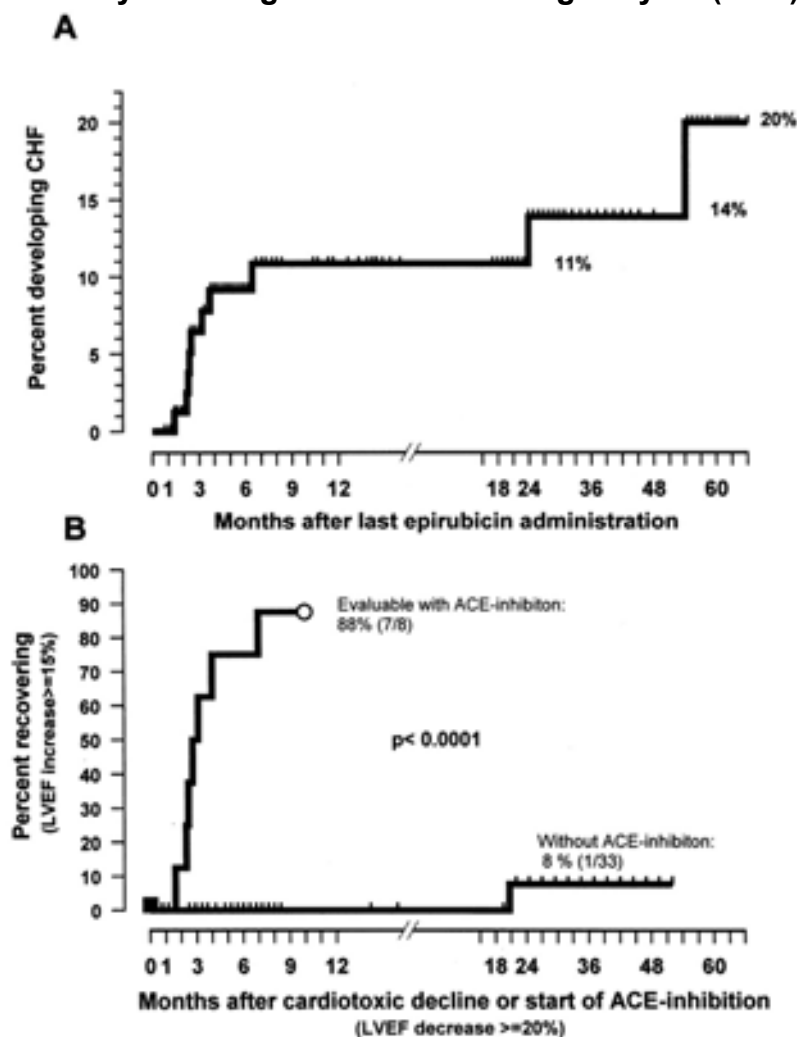 A
Percent developing CHF
20
15
10
5
0
20%
14%
11%
0 1 3 6 9 12 18 24 36 48 60
Months after last epirubicin administration
B
Percent recovering
(LVEF increase>=15%)
100
90
80
70
60
50
40
30
20
10
0
Evaluable with ACE-inhibiton:
88% (7/8)
p< 0.0001
Without ACE-inhibiton:
8 % (1/33)
0 1 3 6 9 12 18 24 36 48 60
Months after cardiotoxic decline or start of ACE-inhibition
(LVEF decrease >=20%)